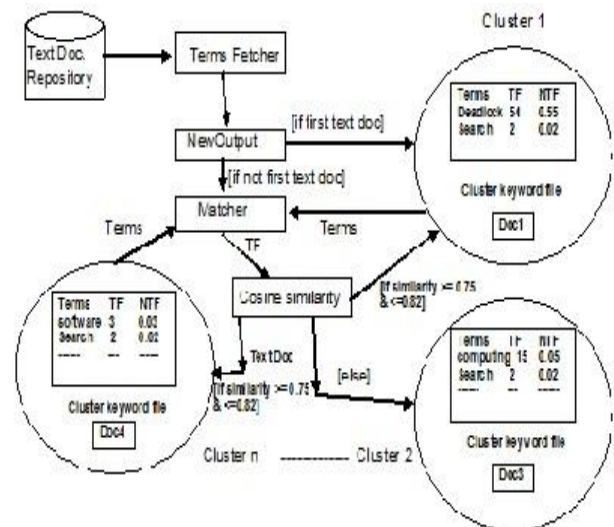 Cluster 1
TextDoc.
Repository
Terms Fetcher
NewOutput
[if first text doc]
[if not first text doc]
Terms TF NTF
Deadlock 54 0.55
Search 2 0.02
Cluster keyword file
Doc1
Matcher
Terms
Terms
TF
Cosine similarity
[if similarity >= 0.75
& <=0.82]
Terms TF NTF
software 3 0.03
Search 2 0.02
----- --- -----
Cluster keyword file
Doc4
TextDoc
[if similarity >= 0.75
& <=0.82]
[else]
Terms TF NTF
computing 15 0.05
Search 2 0.02
----- --- ---
Cluster keyword file
Doc3
Cluster n ------------ Cluster 2